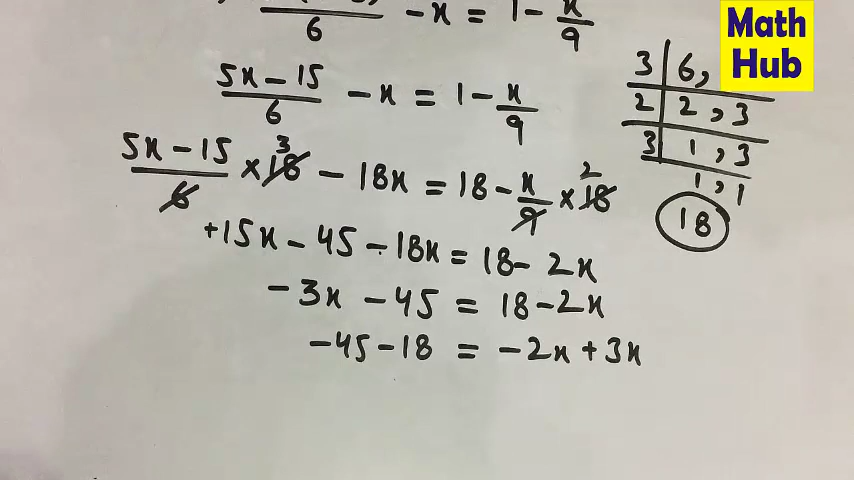 6 - x = 1 - x/9
(5x - 15)/6 - x = 1 - x/9
(5x - 15)/6 × 18 3 - 18x = 18 - x/9 × 18 2
+15x - 45 - 18x = 18 - 2x
-3x - 45 = 18 - 2x
-45 - 18 = -2x + 3x
3 | 6,
2 | 2, 3
3 | 1, 3
1, 1
18
Math
Hub